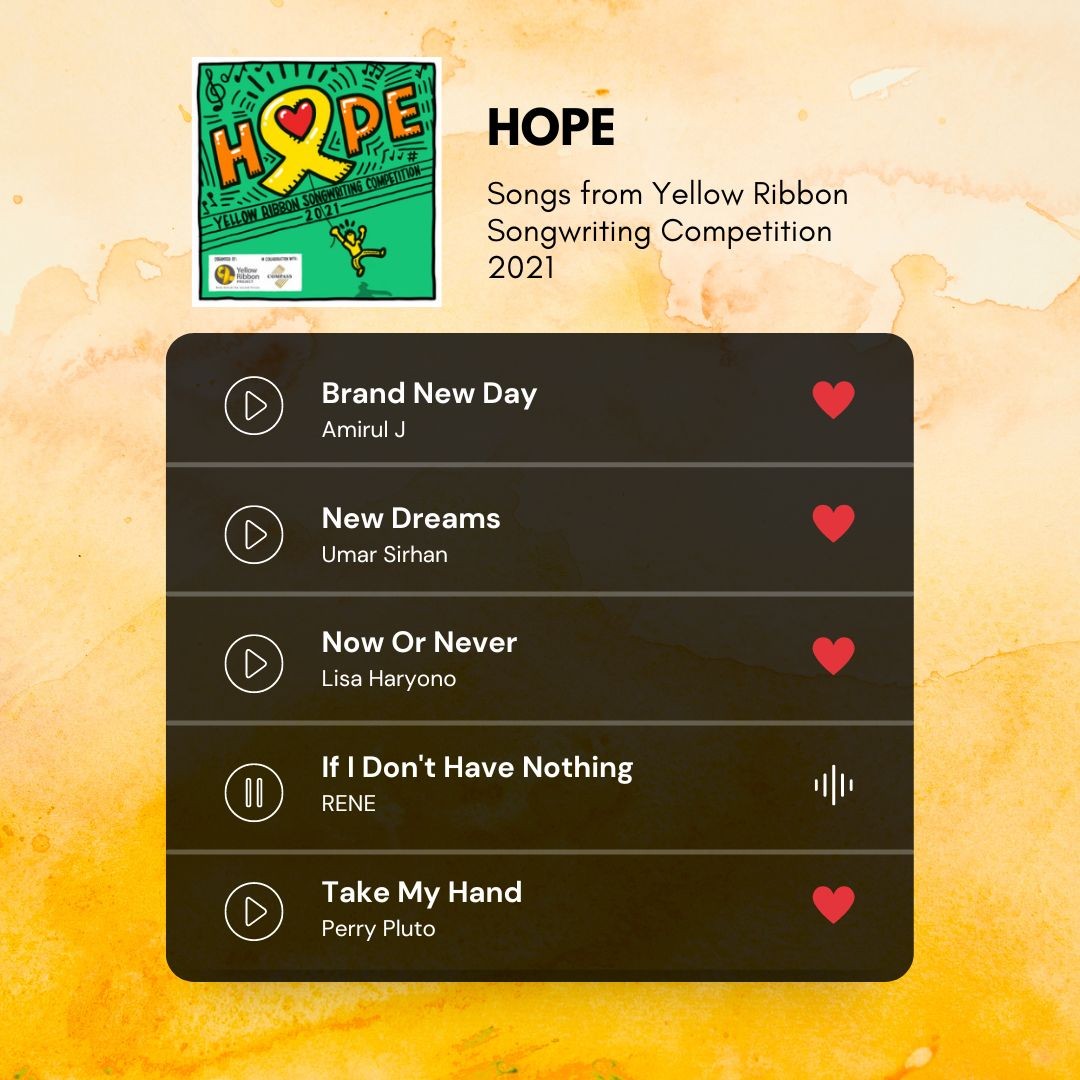 HOPE
YELLOW RIBBON SONGWRITING COMPETITION
2021
ORGANISED BY:
IN COLLABORATION WITH:
Yellow
Ribbon
PROJECT
COMPASS
HOPE
Songs from Yellow Ribbon
Songwriting Competition
2021
Brand New Day
Amirul J
New Dreams
Umar Sirhan
Now Or Never
Lisa Haryono
If I Don't Have Nothing
RENE
Take My Hand
Perry Pluto